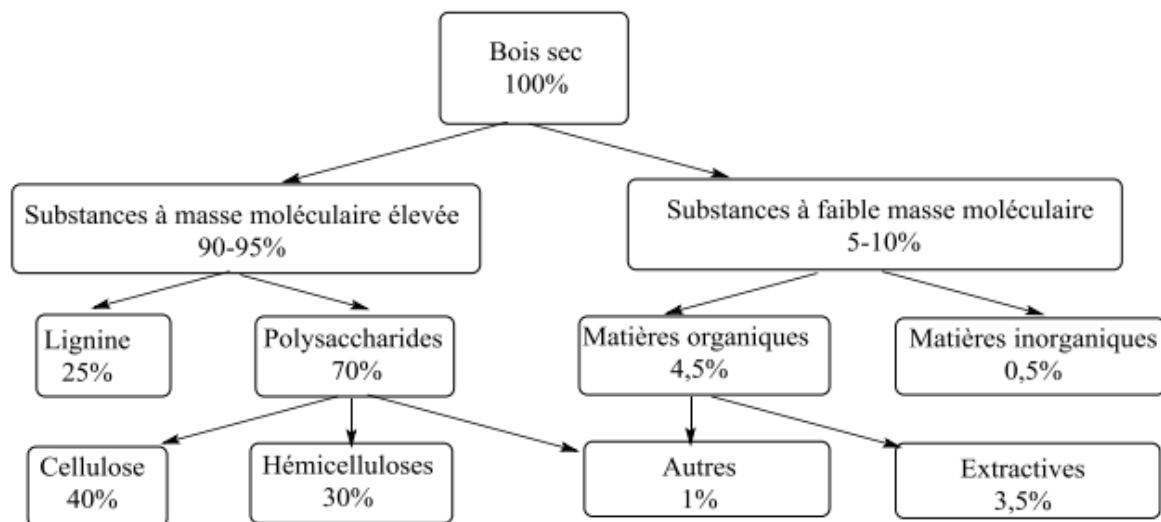 Bois sec
100%
Substances à masse moléculaire élevée
90-95%
Substances à faible masse moléculaire
5-10%
Lignine
25%
Polysaccharides
70%
Matières organiques
4,5%
Matières inorganiques
0,5%
Cellulose
40%
Hémicelluloses
30%
Autres
1%
Extractives
3,5%